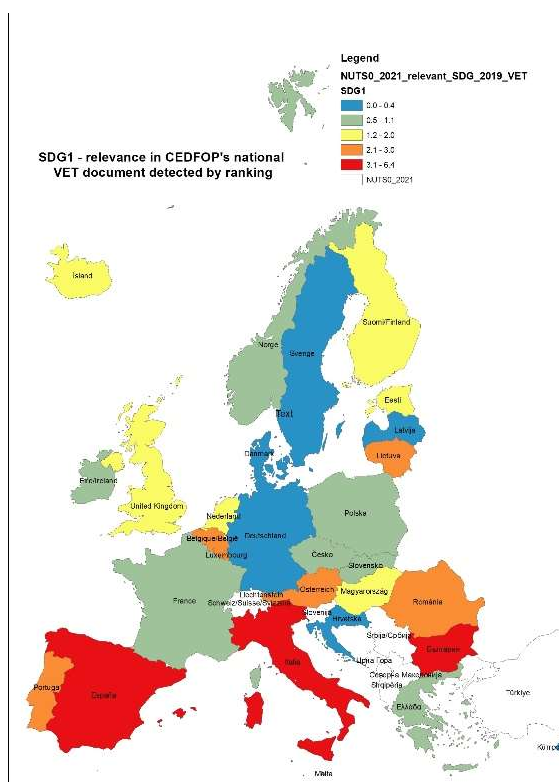 Legend
NUTS0_2021_relevant_SDG_2019_VET
SDG1
0.0 - 0.4
0.5 - 1.1
1.2 - 2.0
2.1 - 3.0
3.1 - 6.4
NUTS0_2021
SDG1 - relevance in CEDFOP's national
VET document detected by ranking
Ísland
Suomi/Finland
Norge
Sverige
Text
Eesti
Latvija
Lietuva
Danmark
Éire/Ireland
United Kingdom
Nederland
Belgique/België
Deutschland
Polska
Luxembourg
Česko
Slovensko
France
Liechtenstein
Schweiz/Suisse/Svizzera
Österreich
Magyarország
România
Slovenija
Hrvatska
Srbija/Сpбија
Црна Гора
България
Italia
Северна Македонија
Shqipëria
Portugal
España
Ελλάδα
Türkiye
Malta